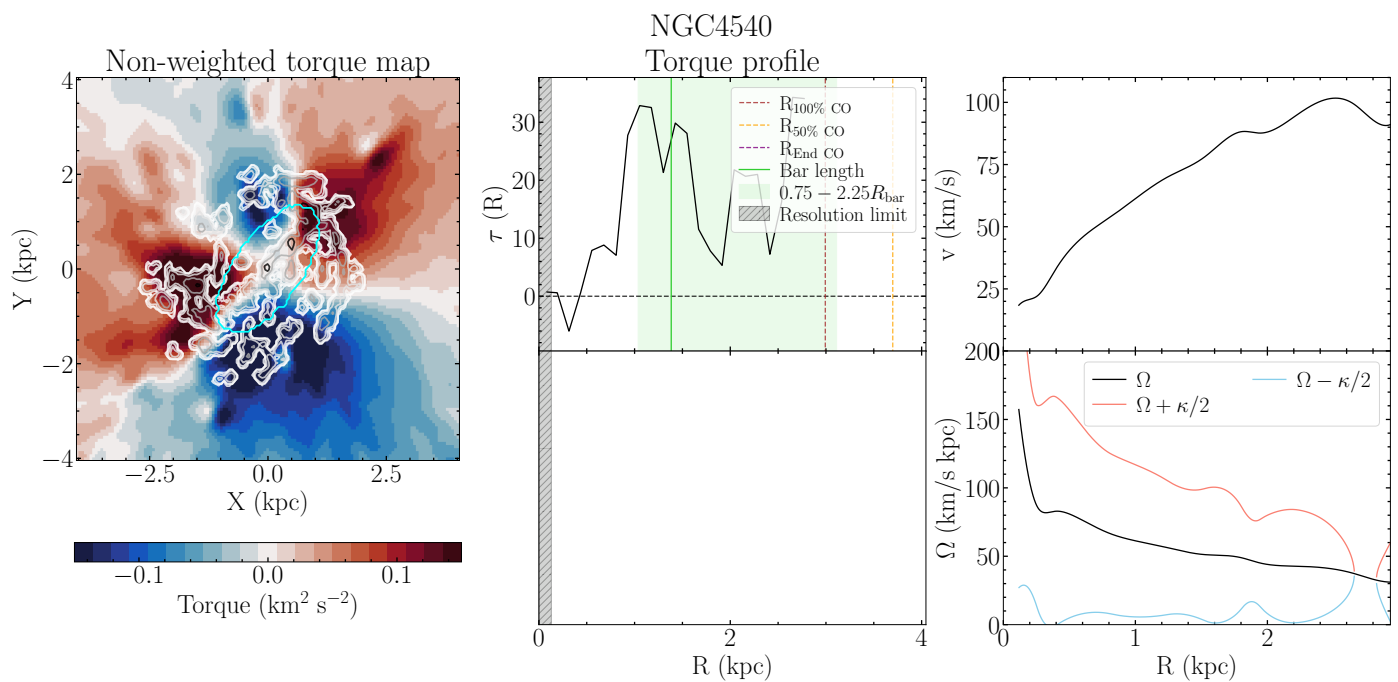 NGC4540
Non-weighted torque map
4
2
0
−2
−4
Y (kpc)
−2.5
0.0
2.5
X (kpc)
−0.1
0.0
0.1
Torque (km² s⁻²)
Torque profile
τ (R)
30
20
10
0
R100% CO
R50% CO
REnd CO
Bar length
0.75 − 2.25Rbar
Resolution limit
0
2
4
R (kpc)
v (km/s)
100
75
50
25
Ω (km/s kpc)
200
150
100
50
0
Ω
Ω + κ/2
Ω − κ/2
0
1
2
R (kpc)